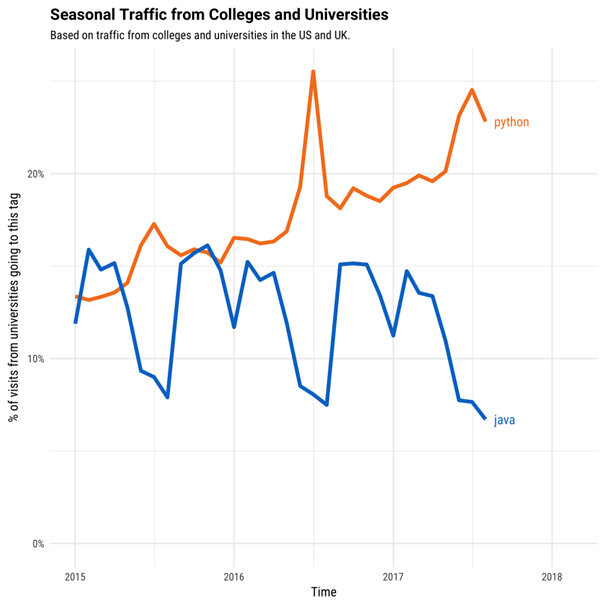 Seasonal Traffic from Colleges and Universities
Based on traffic from colleges and universities in the US and UK.
% of visits from universities going to this tag
20%
10%
0%
python
java
2015 2016 2017 2018
Time